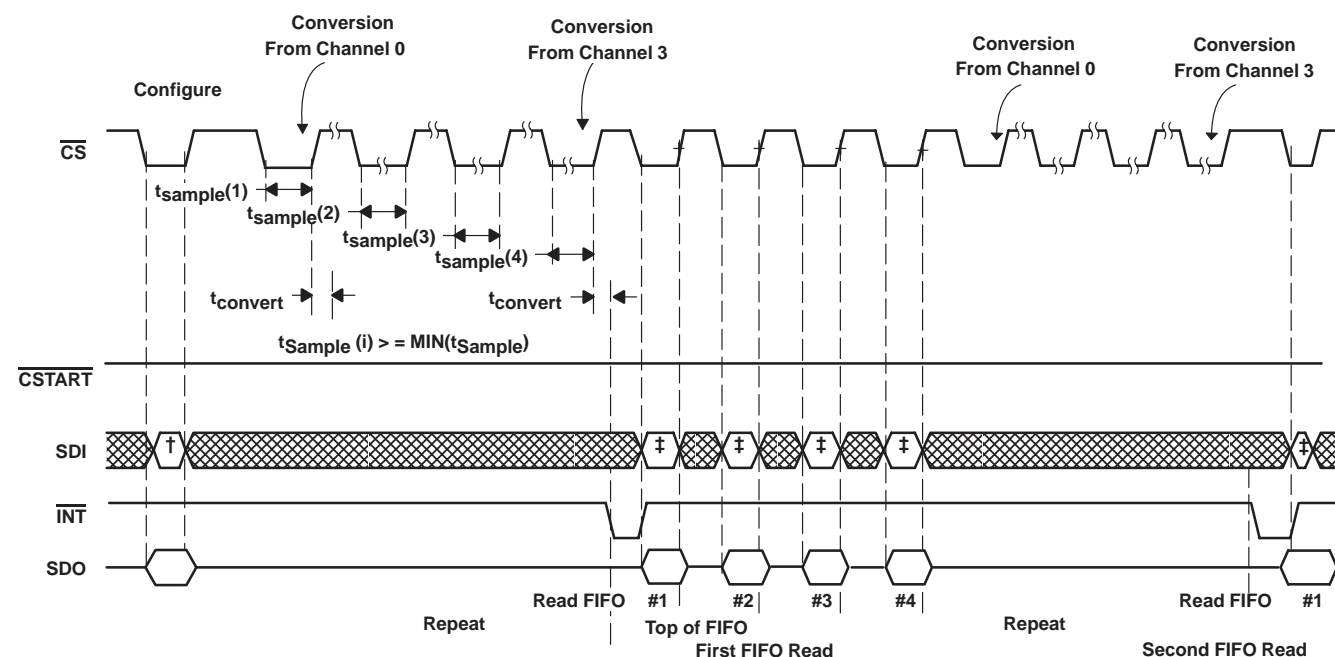 Conversion
From Channel 0
Conversion
From Channel 3
Conversion
From Channel 0
Conversion
From Channel 3
Configure
CS
tsample(1)
tsample(2)
tsample(3)
tsample(4)
tconvert
tconvert
tSample (i) > = MIN(tSample)
CSTART
SDI
†
‡
‡
‡
‡
‡
INT
SDO
Read FIFO #1 #2 #3 #4 Read FIFO #1
Repeat
Top of FIFO
Repeat
First FIFO Read
Second FIFO Read